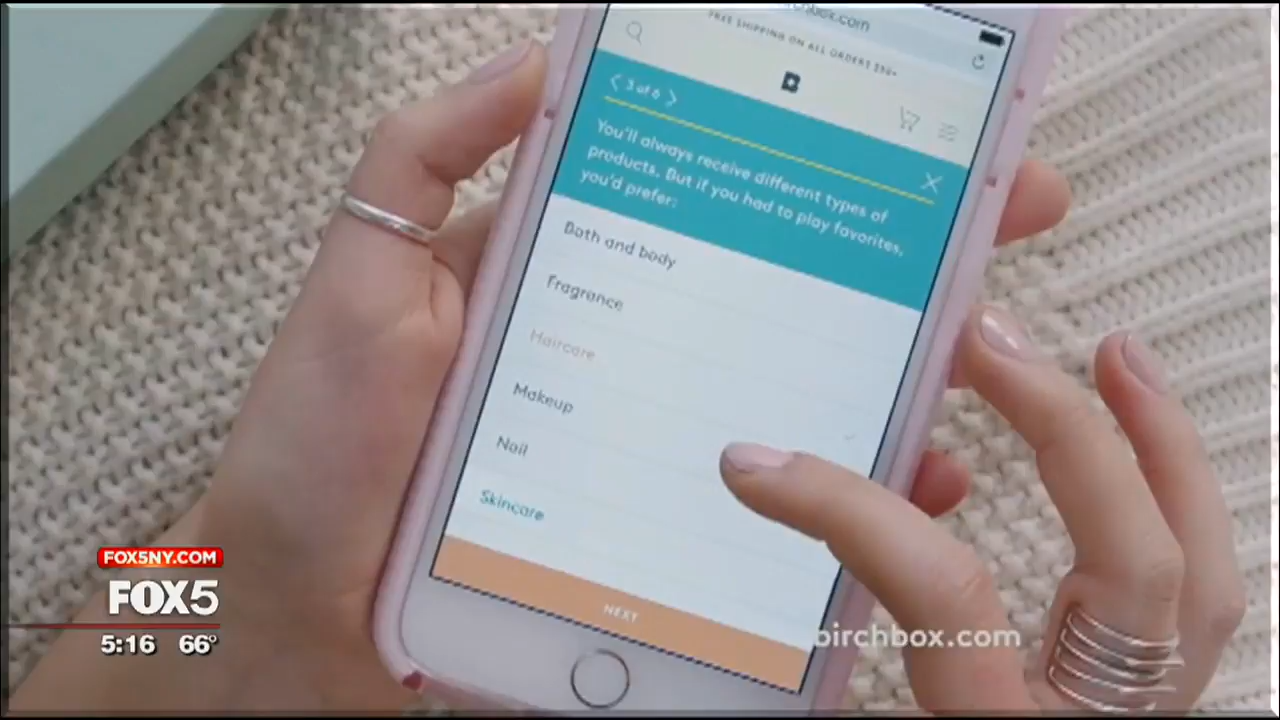 chbox.com
FREE SHIPPING ON ALL ORDERS $50+
B
3 of 6
You'll always receive different types of
products. But if you had to play favorites,
you'd prefer:
Bath and body
Fragrance
Haircare
Makeup
Nail
Skincare
NEXT
birchbox.com
FOX5NY.COM
FOX5
5:16 66°